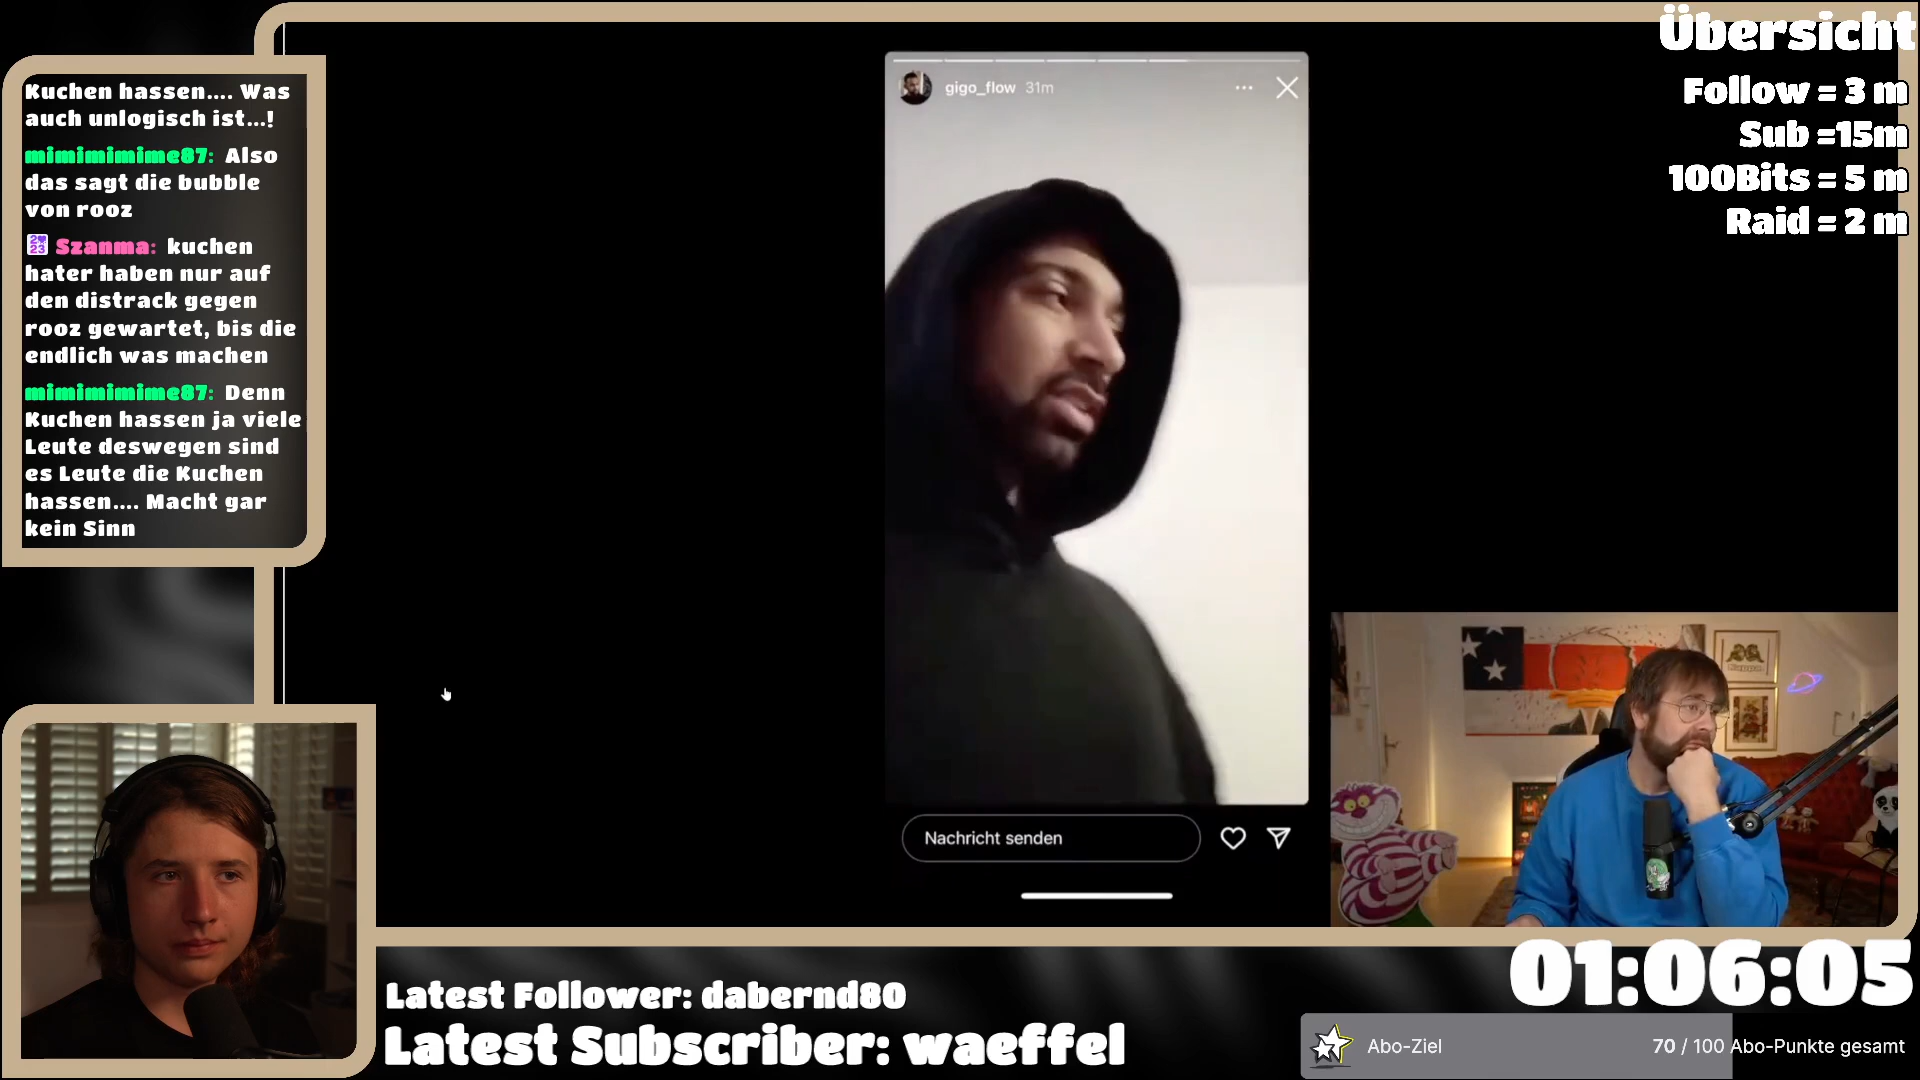 Kuchen hassen.... Was
auch unlogisch ist...!
mimimimime87: Also
das sagt die bubble
von rooz
Szanma: kuchen
hater haben nur auf
den distrack gegen
rooz gewartet, bis die
endlich was machen
mimimimime87: Denn
Kuchen hassen ja viele
Leute deswegen sind
es Leute die Kuchen
hassen.... Macht gar
kein Sinn
gigo_flow 31m
Nachricht senden
Übersicht
Follow = 3 m
Sub =15m
100Bits = 5 m
Raid = 2 m
01:06:05
Latest Follower: dabernd80
Latest Subscriber: waeffel
Abo-Ziel
70 / 100 Abo-Punkte gesamt